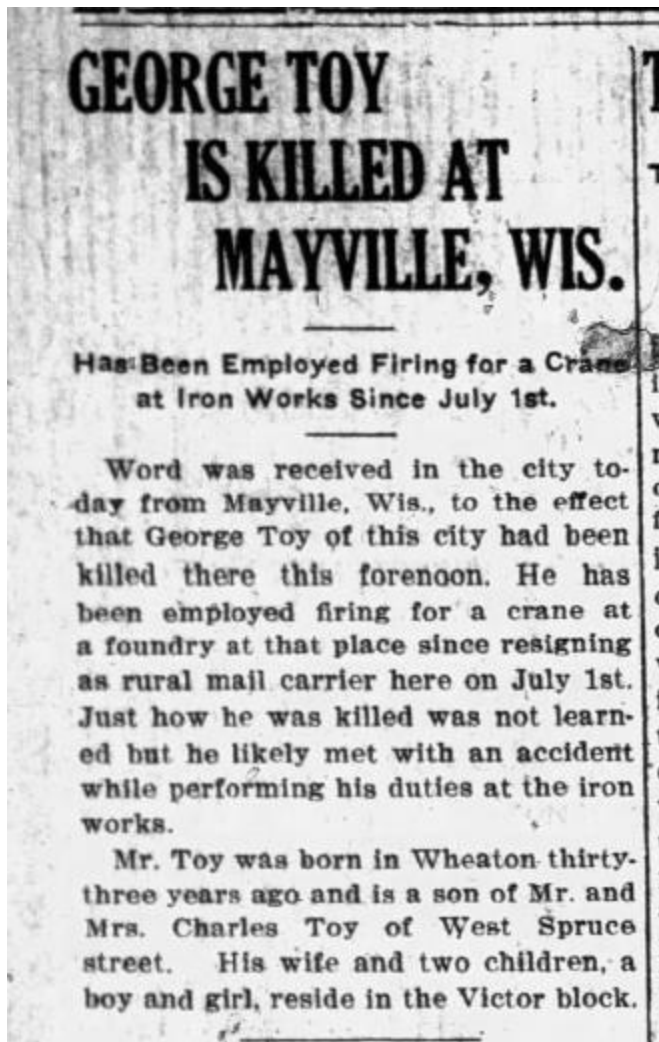 GEORGE TOY
IS KILLED AT
MAYVILLE, WIS.
Has Been Employed Firing for a Crane
at Iron Works Since July 1st.
Word was received in the city to-
day from Mayville, Wis., to the effect
that George Toy of this city had been
killed there this forenoon. He has
been employed firing for a crane at
a foundry at that place since resigning
as rural mail carrier here on July 1st.
Just how he was killed was not learn-
ed but he likely met with an accident
while performing his duties at the iron
works.
Mr. Toy was born in Wheaton thirty-
three years ago and is a son of Mr. and
Mrs. Charles Toy of West Spruce
street. His wife and two children, a
boy and girl, reside in the Victor block.